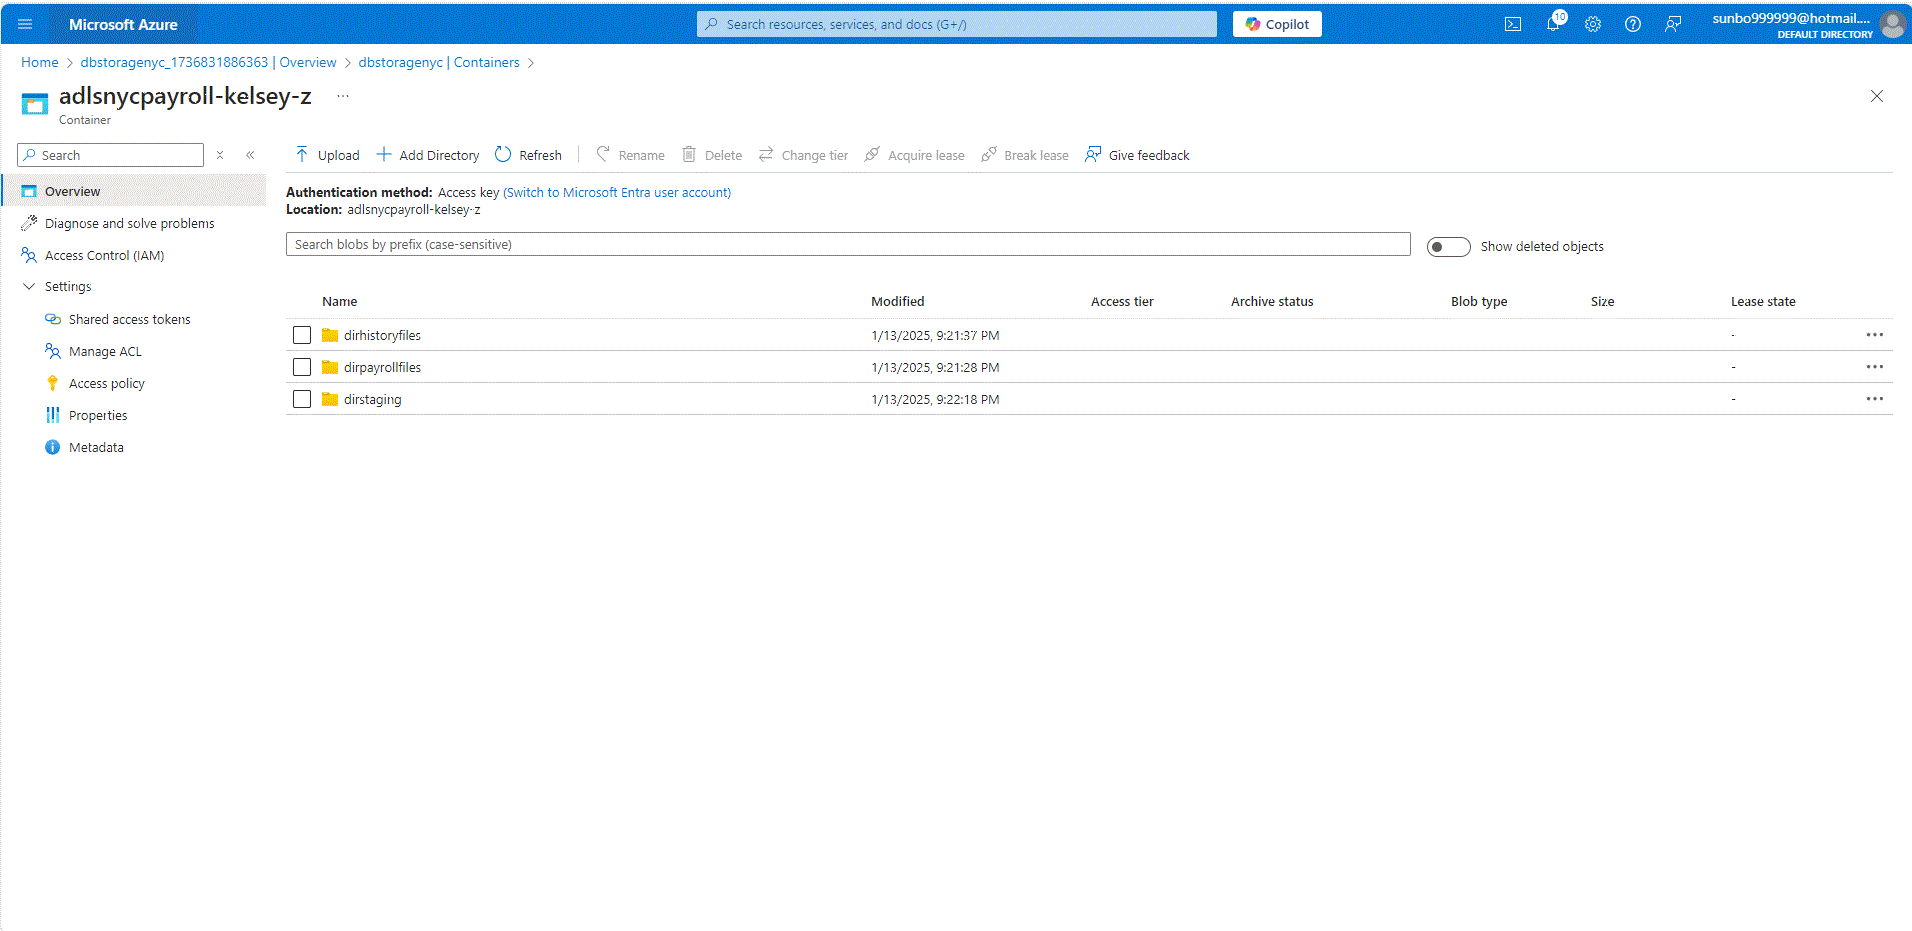 Microsoft Azure
Search resources, services, and docs (G+/)
Copilot
10
sunbo999999@hotmail....
DEFAULT DIRECTORY
Home > dbstoragenyc_1736831886363 | Overview > dbstoragenyc | Containers >
adlsnycpayroll-kelsey-z ...
Container
Search
Overview
Diagnose and solve problems
Access Control (IAM)
Settings
Shared access tokens
Manage ACL
Access policy
Properties
Metadata
Upload Add Directory Refresh Rename Delete Change tier Acquire lease Break lease Give feedback
Authentication method: Access key (Switch to Microsoft Entra user account)
Location: adlsnycpayroll-kelsey-z
Search blobs by prefix (case-sensitive)
Show deleted objects
Name Modified Access tier Archive status Blob type Size Lease state
dirhistoryfiles 1/13/2025, 9:21:37 PM - ...
dirpayrollfiles 1/13/2025, 9:21:28 PM - ...
dirstaging 1/13/2025, 9:22:18 PM - ...